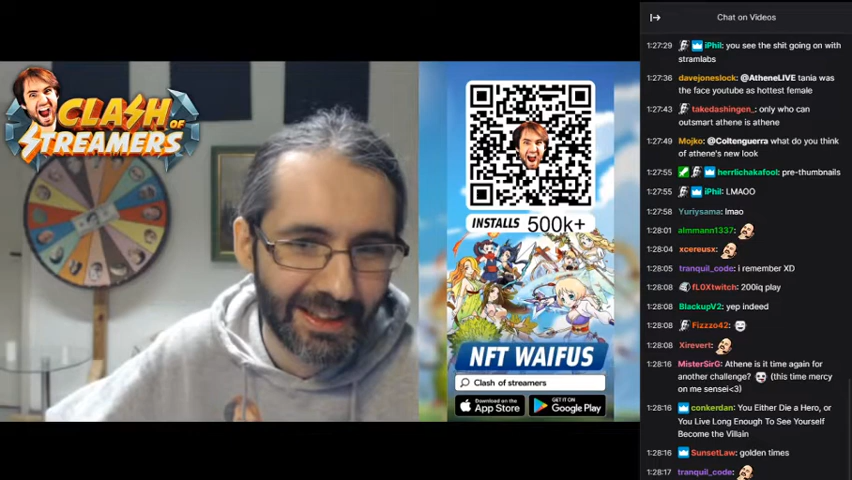 CLASH
OF
STREAMERS
INSTALLS 500k+
NFT WAIFUS
Clash of streamers
Download on the
App Store
GET IT ON
Google Play
Chat on Videos
1:27:29 iPhil: you see the shit going on with
stramlabs
1:27:36 davejoneslock: @AtheneLIVE tania was
the face youtube as hottest female
1:27:43 takedashingen_: only who can
outsmart athene is athene
1:27:49 Mojko: @Coltenguerra what do you think
of athene's new look
1:27:55 herrlichakafool: pre-thumbnails
1:27:55 iPhil: LMAOO
1:27:58 Yuriysama: lmao
1:28:01 almmann1337:
1:28:04 xcereusx:
1:28:05 tranquil_code: i remember XD
1:28:08 fL0Xtwitch: 200iq play
1:28:08 BlackupV2: yep indeed
1:28:08 Fizzzo42:
1:28:08 Xirevert:
1:28:16 MisterSirG: Athene is it time again for
another challenge? (this time mercy
on me sensei<3)
1:28:16 conkerdan: You Either Die a Hero, or
You Live Long Enough To See Yourself
Become the Villain
1:28:16 SunsetLaw: golden times
1:28:17 tranquil_code: